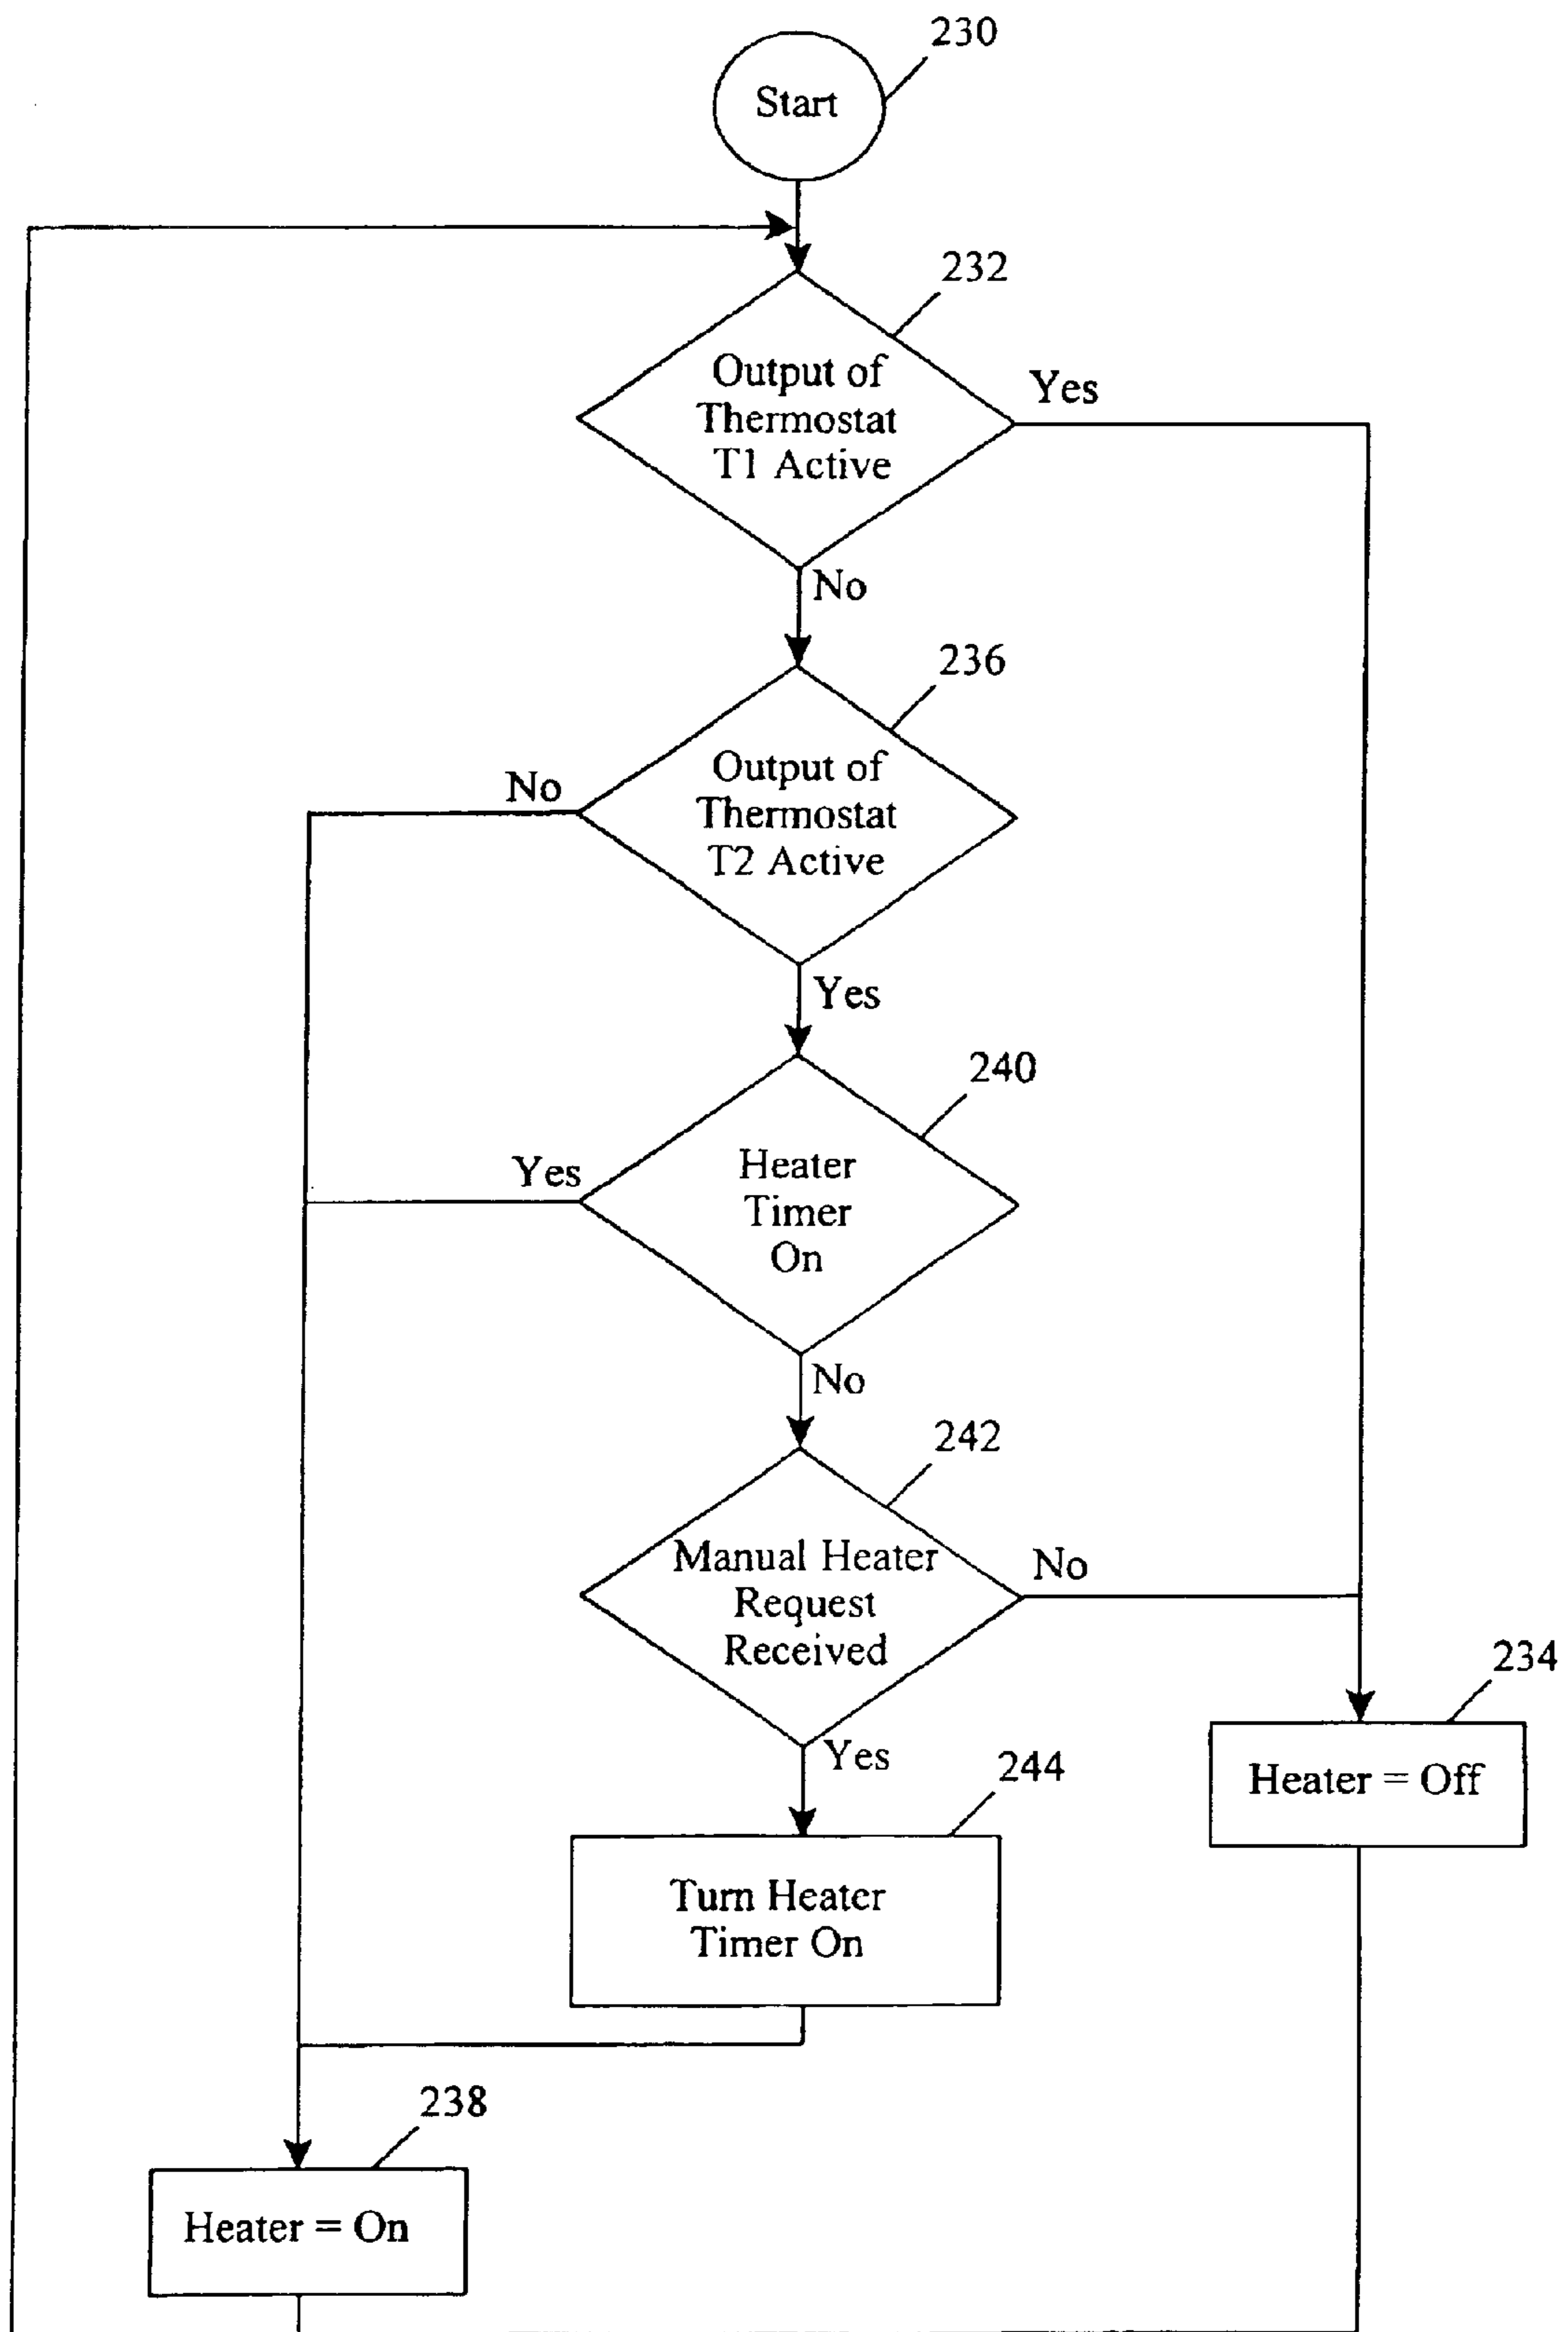 230
Start
232
Output of
Thermostat
T1 Active
Yes
No
236
Output of
Thermostat
T2 Active
No
Yes
240
Heater
Timer
On
Yes
No
242
Manual Heater
Request
Received
No
234
Yes
Heater = Off
244
Turn Heater
Timer On
238
Heater = On